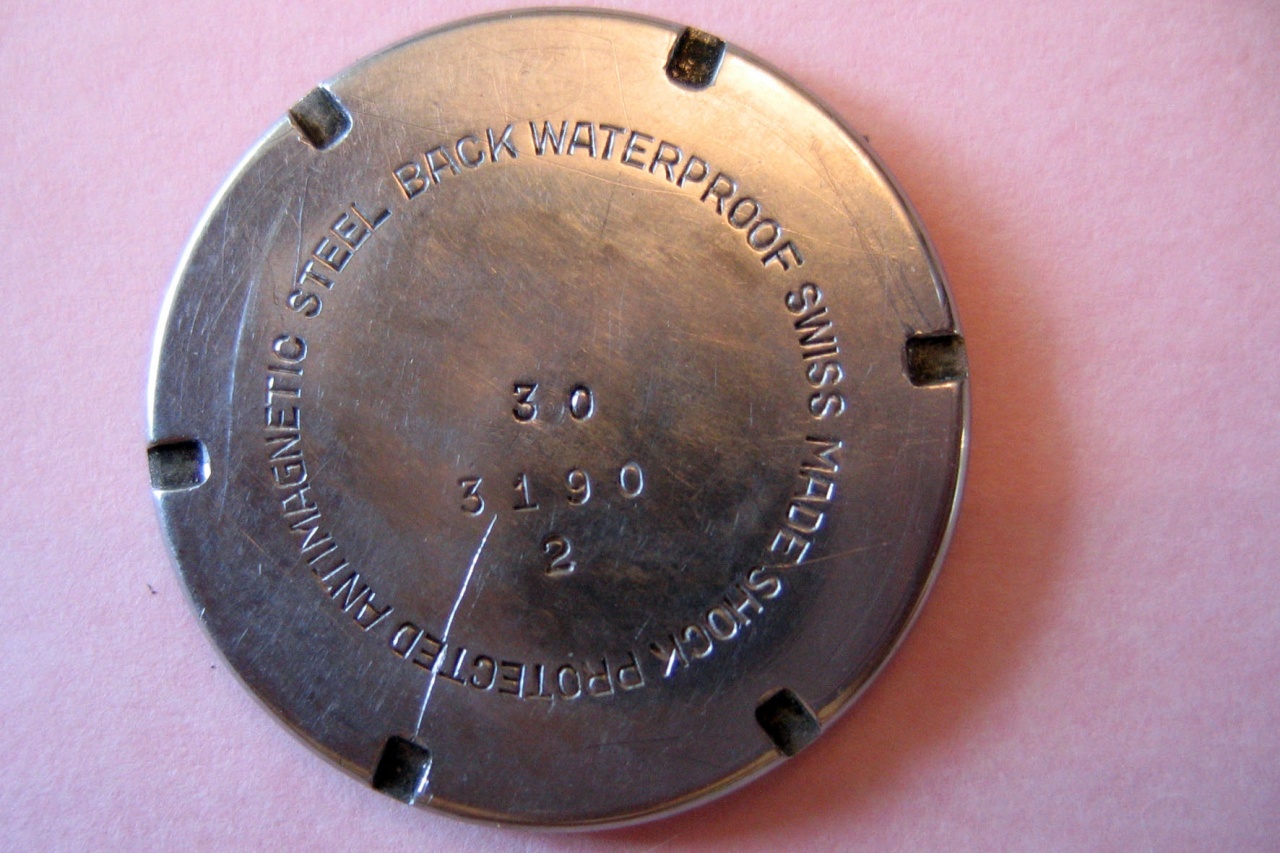 STEEL BACK WATERPROOF SWISS MADE SHOCK PROTECTED ANTIMAGNETIC
30
3190
2